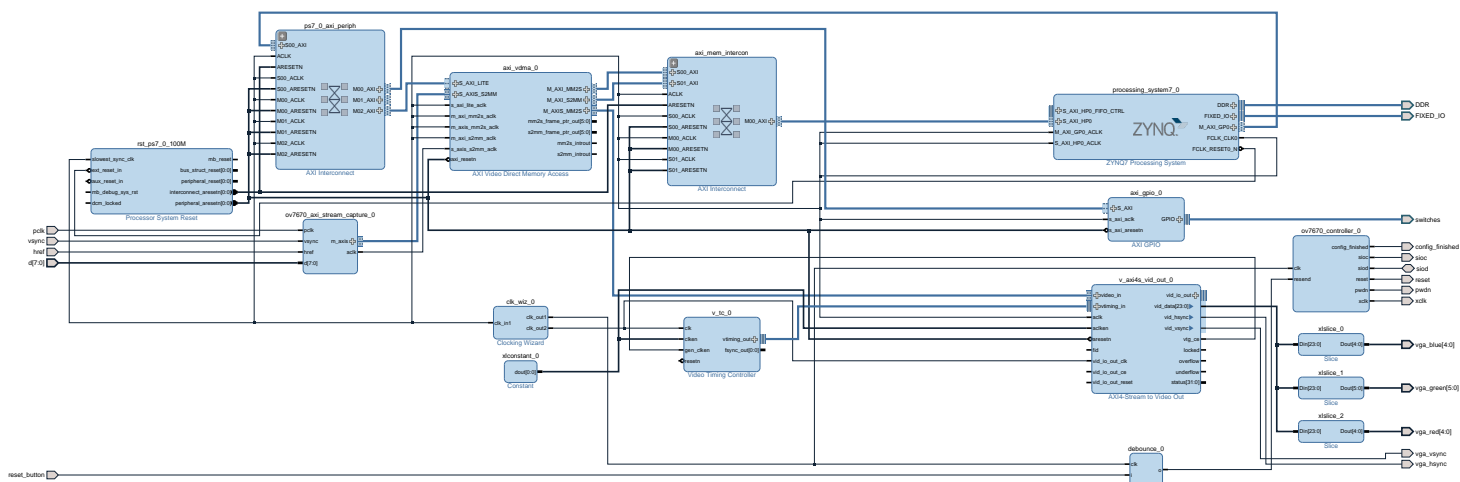 ps7_0_axi_periph
S00_AXI
ACLK
ARESETN
S00_ACLK
S00_ARESETN
M00_ACLK
M00_ARESETN
M01_ACLK
M01_ARESETN
M02_ACLK
M02_ARESETN
M00_AXI
M01_AXI
M02_AXI
AXI Interconnect
axi_vdma_0
S_AXI_LITE
S_AXIS_S2MM
s_axi_lite_aclk
m_axi_mm2s_aclk
m_axis_mm2s_aclk
m_axi_s2mm_aclk
s_axis_s2mm_aclk
axi_resetn
M_AXI_MM2S
M_AXI_S2MM
M_AXIS_MM2S
mm2s_frame_ptr_out[5:0]
s2mm_frame_ptr_out[5:0]
mm2s_introut
s2mm_introut
AXI Video Direct Memory Access
axi_mem_intercon
S00_AXI
S01_AXI
ACLK
ARESETN
S00_ACLK
S00_ARESETN
M00_ACLK
M00_ARESETN
S01_ACLK
S01_ARESETN
M00_AXI
AXI Interconnect
processing_system7_0
S_AXI_HP0_FIFO_CTRL
S_AXI_HP0
M_AXI_GP0_ACLK
S_AXI_HP0_ACLK
ZYNQ
DDR
FIXED_IO
M_AXI_GP0
FCLK_CLK0
FCLK_RESET0_N
ZYNQ7 Processing System
DDR
FIXED_IO
rst_ps7_0_100M
slowest_sync_clk
ext_reset_in
aux_reset_in
mb_debug_sys_rst
dcm_locked
mb_reset
bus_struct_reset[0:0]
peripheral_reset[0:0]
interconnect_aresetn[0:0]
peripheral_aresetn[0:0]
Processor System Reset
axi_gpio_0
S_AXI
s_axi_aclk
s_axi_aresetn
GPIO
AXI GPIO
switches
pclk
vsync
href
d[7:0]
ov7670_axi_stream_capture_0
pclk
vsync
href
d[7:0]
m_axis
aclk
ov7670_controller_0
clk
resend
config_finished
sioc
siod
reset
pwdn
xclk
config_finished
sioc
siod
reset
pwdn
xclk
clk_wiz_0
clk_in1
clk_out1
clk_out2
Clocking Wizard
xlconstant_0
dout[0:0]
Constant
v_tc_0
clk
clken
gen_clken
resetn
vtiming_out
fsync_out[0:0]
Video Timing Controller
v_axi4s_vid_out_0
video_in
vtiming_in
aclk
aclken
aresetn
fid
vid_io_out_clk
vid_io_out_ce
vid_io_out_reset
vid_io_out
vid_data[23:0]
vid_hsync
vid_vsync
vtg_ce
locked
overflow
underflow
status[31:0]
AXI4-Stream to Video Out
xlslice_0
Din[23:0]
Dout[4:0]
Slice
vga_blue[4:0]
xlslice_1
Din[23:0]
Dout[5:0]
Slice
vga_green[5:0]
xlslice_2
Din[23:0]
Dout[4:0]
Slice
vga_red[4:0]
vga_vsync
vga_hsync
debounce_0
clk
i
o
reset_button